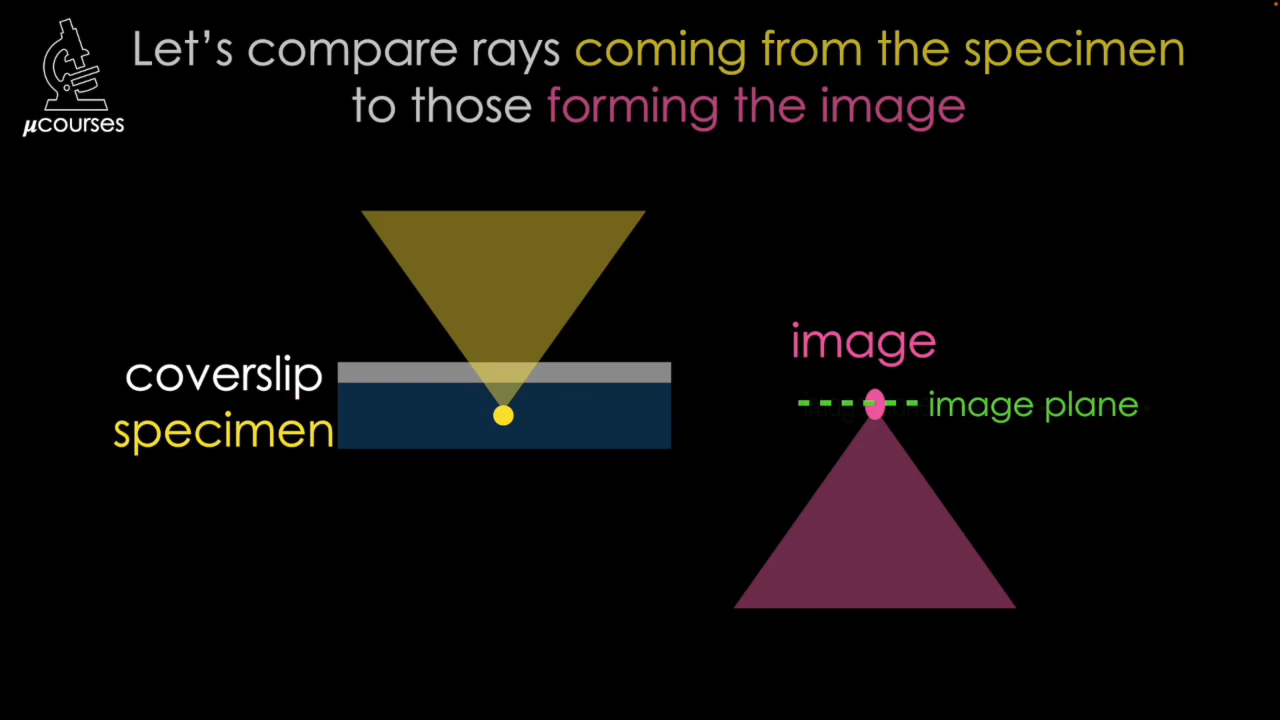 Let's compare rays coming from the specimen
to those forming the image
µcourses
image
coverslip
image plane
specimen